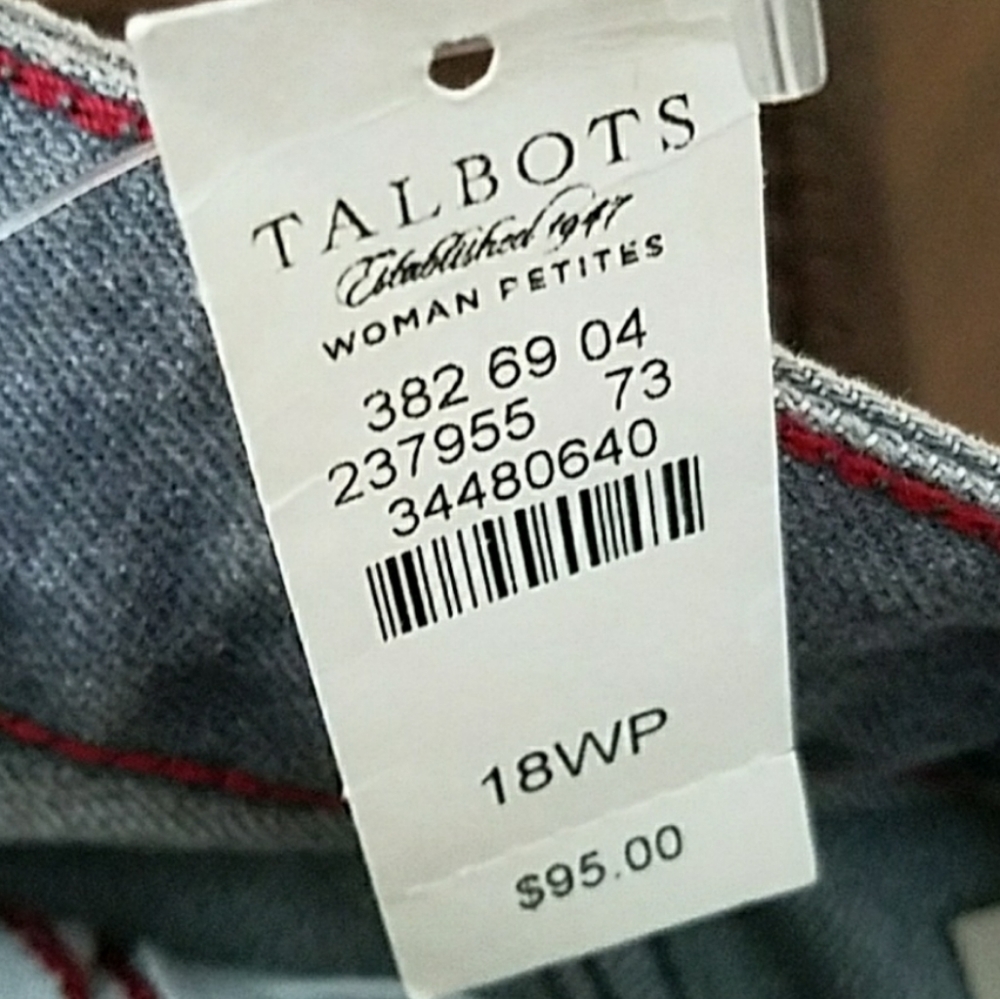 TALBOTS
Established 1947
WOMAN PETITES
382 69 04
237955 73
34480640
18WP
$95.00